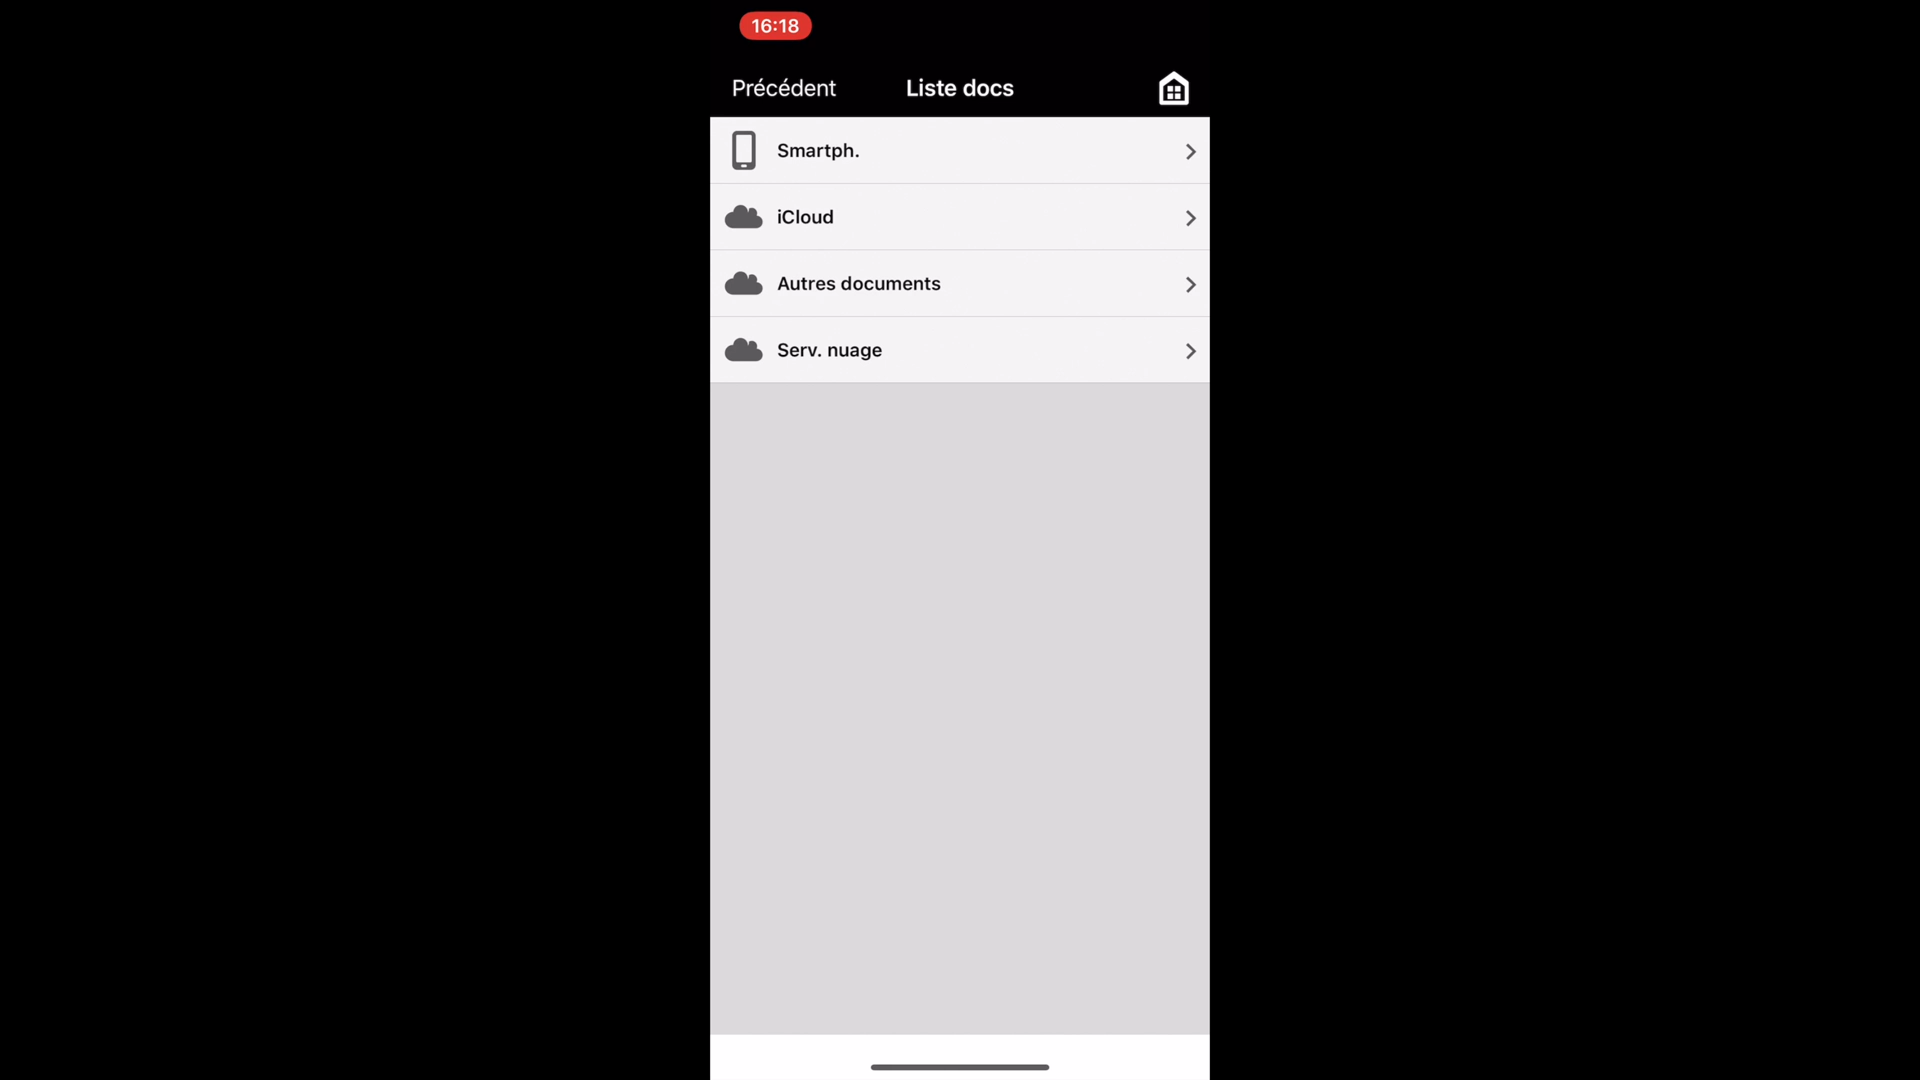 16:18
Précédent
Liste docs
Smartph.
iCloud
Autres documents
Serv. nuage